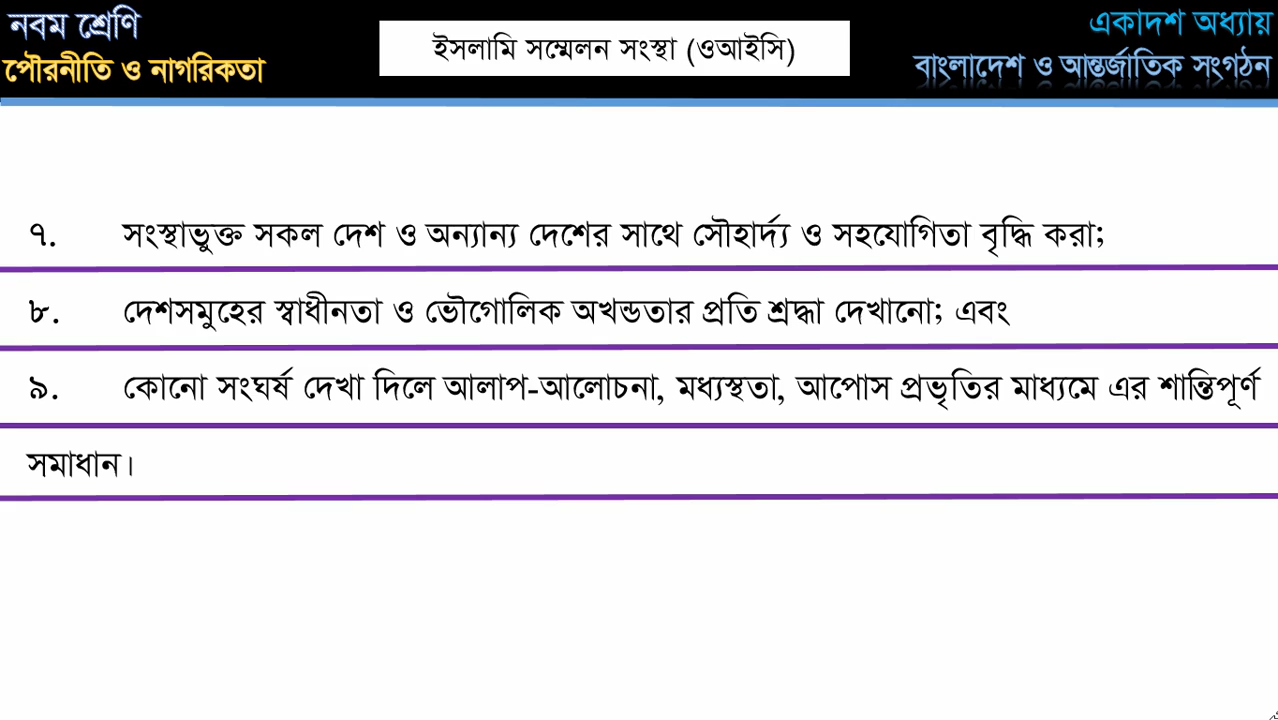 নবম শ্রেণি
পৌরনীতি ও নাগরিকতা
ইসলামি সম্মেলন সংস্থা (ওআইসি)
একাদশ অধ্যায়
বাংলাদেশ ও আন্তর্জাতিক সংগঠন
৭. সংস্থাভুক্ত সকল দেশ ও অন্যান্য দেশের সাথে সৌহার্দ্য ও সহযোগিতা বৃদ্ধি করা;
৮. দেশসমুহের স্বাধীনতা ও ভৌগোলিক অখন্ডতার প্রতি শ্রদ্ধা দেখানো; এবং
৯. কোনো সংঘর্ষ দেখা দিলে আলাপ-আলোচনা, মধ্যস্থতা, আপোস প্রভৃতির মাধ্যমে এর শান্তিপূর্ণ
সমাধান।